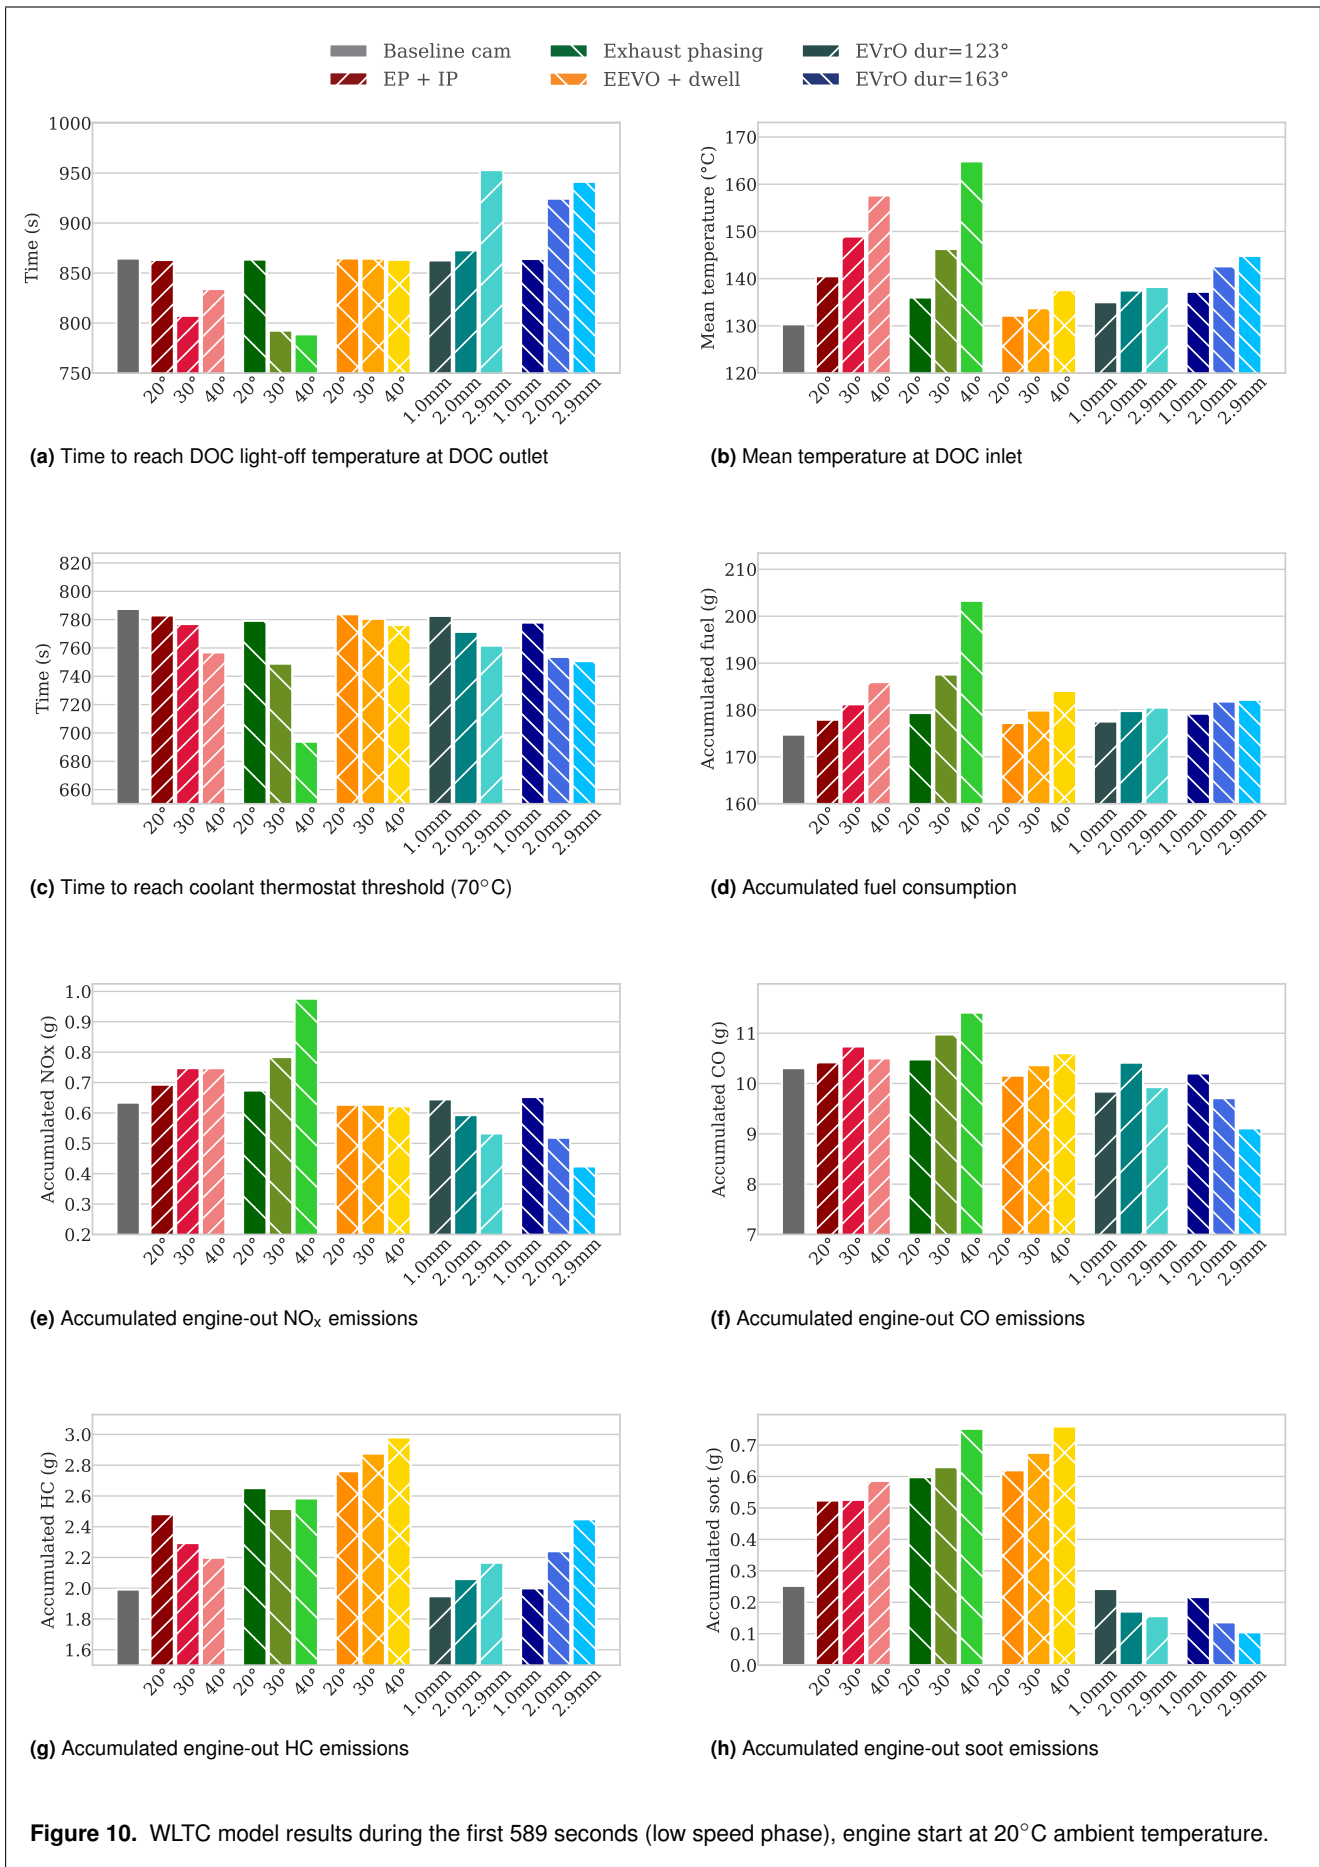 Baseline cam
EP + IP
Exhaust phasing
EEVO + dwell
EVrO dur=123°
EVrO dur=163°
1000
950
900
850
800
750
Time (s)
20° 30° 40° 20° 30° 40° 20° 30° 40° 1.0mm 2.0mm 2.9mm 1.0mm 2.0mm 2.9mm
(a) Time to reach DOC light-off temperature at DOC outlet
170
160
150
140
130
120
Mean temperature (°C)
20° 30° 40° 20° 30° 40° 20° 30° 40° 1.0mm 2.0mm 2.9mm 1.0mm 2.0mm 2.9mm
(b) Mean temperature at DOC inlet
820
800
780
760
740
720
700
680
660
Time (s)
20° 30° 40° 20° 30° 40° 20° 30° 40° 1.0mm 2.0mm 2.9mm 1.0mm 2.0mm 2.9mm
(c) Time to reach coolant thermostat threshold (70°C)
210
200
190
180
170
160
Accumulated fuel (g)
20° 30° 40° 20° 30° 40° 20° 30° 40° 1.0mm 2.0mm 2.9mm 1.0mm 2.0mm 2.9mm
(d) Accumulated fuel consumption
1.0
0.9
0.8
0.7
0.6
0.5
0.4
0.3
0.2
Accumulated NOx (g)
20° 30° 40° 20° 30° 40° 20° 30° 40° 1.0mm 2.0mm 2.9mm 1.0mm 2.0mm 2.9mm
(e) Accumulated engine-out NOₓ emissions
11
10
9
8
7
Accumulated CO (g)
20° 30° 40° 20° 30° 40° 20° 30° 40° 1.0mm 2.0mm 2.9mm 1.0mm 2.0mm 2.9mm
(f) Accumulated engine-out CO emissions
3.0
2.8
2.6
2.4
2.2
2.0
1.8
1.6
Accumulated HC (g)
20° 30° 40° 20° 30° 40° 20° 30° 40° 1.0mm 2.0mm 2.9mm 1.0mm 2.0mm 2.9mm
(g) Accumulated engine-out HC emissions
0.7
0.6
0.5
0.4
0.3
0.2
0.1
0.0
Accumulated soot (g)
20° 30° 40° 20° 30° 40° 20° 30° 40° 1.0mm 2.0mm 2.9mm 1.0mm 2.0mm 2.9mm
(h) Accumulated engine-out soot emissions
Figure 10. WLTC model results during the first 589 seconds (low speed phase), engine start at 20°C ambient temperature.